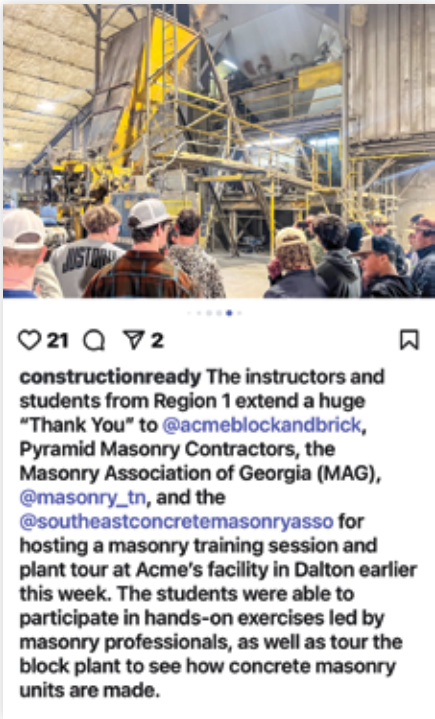 21 2
constructionready The instructors and
students from Region 1 extend a huge
“Thank You” to @acmeblockandbrick,
Pyramid Masonry Contractors, the
Masonry Association of Georgia (MAG),
@masonry_tn, and the
@southeastconcretemasonryasso for
hosting a masonry training session and
plant tour at Acme’s facility in Dalton earlier
this week. The students were able to
participate in hands-on exercises led by
masonry professionals, as well as tour the
block plant to see how concrete masonry
units are made.